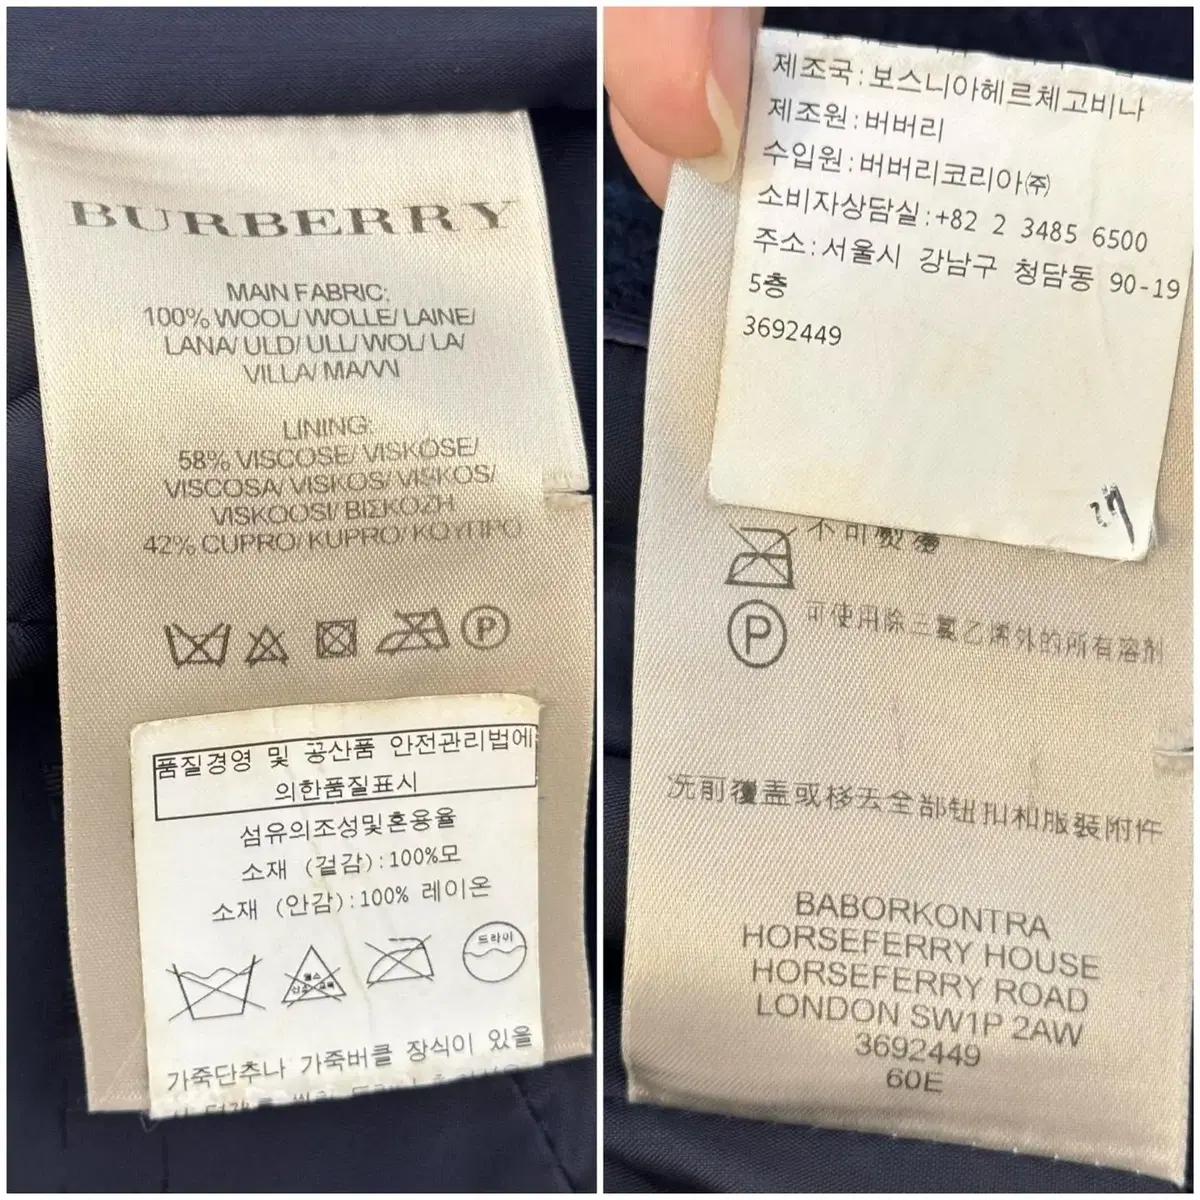 BURBERRY
MAIN FABRIC:
100% WOOL/ WOLLE/ LAINE/
LANA/ ULD/ ULL/ WOL/ LA/
VILLA/ MA/\/\/I
LINING:
58% VISCOSE/ VISKOSE/
VISCOSA/ VISKOS/ VISKOS/
VISKOOSI/ ΒΙΣΚΟΖΗ
42% CUPRO/ KUPRO/ ΚΟΥΠΡΟ
P
품질경영 및 공산품 안전관리법에
의한품질표시
섬유의조성및혼용율
소재 (겉감):100%모
소재 (안감):100% 레이온
드라이
가죽단추나 가죽버클 장식이 있을
제조국:보스니아헤르체고비나
제조원:버버리
수입원:버버리코리아㈜
소비자상담실:+82 2 3485 6500
주소:서울시 강남구 청담동 90-19
5층
3692449
不可熨燙
P
可使用除三氯乙烯外的所有溶剂
洗前覆盖或移去全部钮扣和服裝附件
BABORKONTRA
HORSEFERRY HOUSE
HORSEFERRY ROAD
LONDON SW1P 2AW
3692449
60E